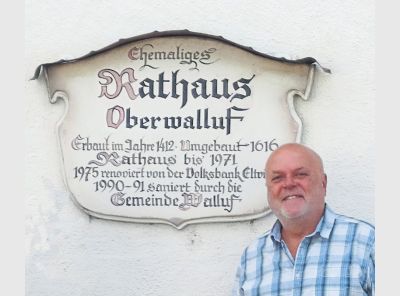 Ehemaliges
Rathaus
Oberwalluf
Erbaut im Jahre 1412 · Umgebaut · 1616
Rathaus bis 1971
1975 renoviert von der Volksbank
1990-91 saniert durch die
Gemeinde Walluf.